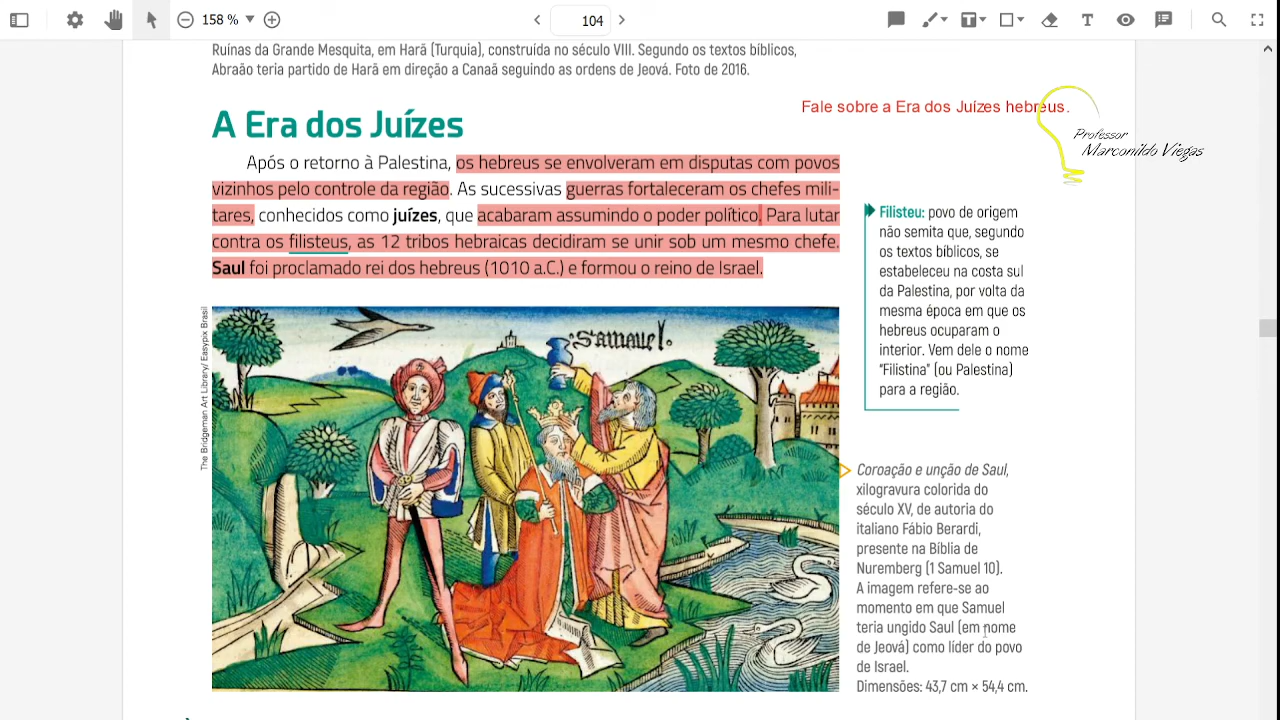 158 %
104
Ruínas da Grande Mesquita, em Harã (Turquia), construída no século VIII. Segundo os textos bíblicos,
Abraão teria partido de Harã em direção a Canaã seguindo as ordens de Jeová. Foto de 2016.
Fale sobre a Era dos Juízes hebreus.
Professor
Marconildo Viegas
A Era dos Juízes
Após o retorno à Palestina, os hebreus se envolveram em disputas com povos
vizinhos pelo controle da região. As sucessivas guerras fortaleceram os chefes mili-
tares, conhecidos como juízes, que acabaram assumindo o poder político. Para lutar
contra os filisteus, as 12 tribos hebraicas decidiram se unir sob um mesmo chefe.
Saul foi proclamado rei dos hebreus (1010 a.C.) e formou o reino de Israel.
Filisteu: povo de origem
não semita que, segundo
os textos bíblicos, se
estabeleceu na costa sul
da Palestina, por volta da
mesma época em que os
hebreus ocuparam o
interior. Vem dele o nome
"Filistina" (ou Palestina)
para a região.
The Bridgeman Art Library/ Easypix Brasil
Samuel.
Coroação e unção de Saul,
xilogravura colorida do
século XV, de autoria do
italiano Fábio Berardi,
presente na Bíblia de
Nuremberg (1 Samuel 10).
A imagem refere-se ao
momento em que Samuel
teria ungido Saul (em nome
de Jeová) como líder do povo
de Israel.
Dimensões: 43,7 cm × 54,4 cm.